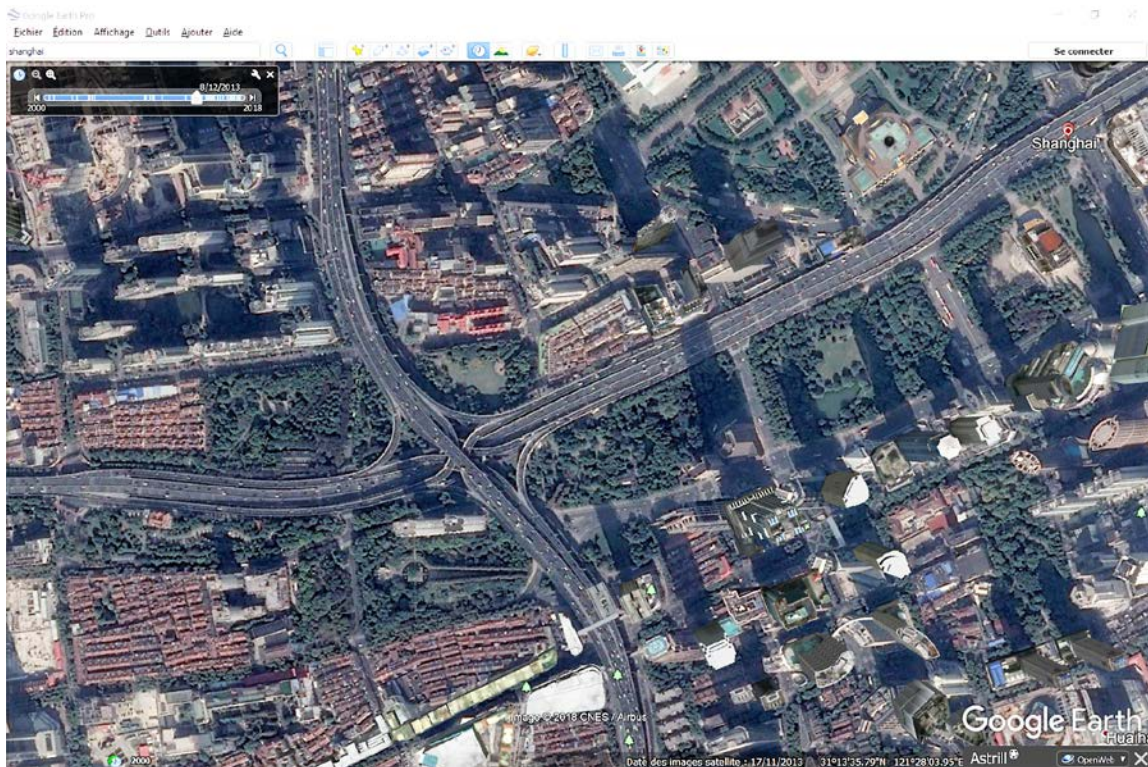 Google Earth Pro
Fichier Édition Affichage Outils Ajouter Aide
shanghai
Se connecter
8/12/2013
2000 2018
Shanghai
Image © 2018 CNES / Airbus
Google Earth
2000
Date des images satellite : 17/11/2013 31°13'35.79"N 121°28'03.95"E
Astrill
OpenWeb